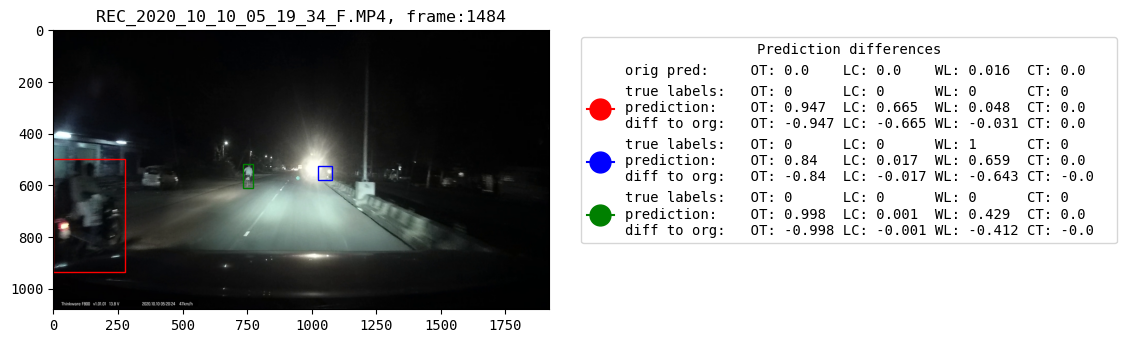 REC_2020_10_10_05_19_34_F.MP4, frame:1484
0
200
400
600
800
1000
0 250 500 750 1000 1250 1500 1750
Prediction differences
orig pred: OT: 0.0 LC: 0.0 WL: 0.016 CT: 0.0
true labels: OT: 0 LC: 0 WL: 0 CT: 0
prediction: OT: 0.947 LC: 0.665 WL: 0.048 CT: 0.0
diff to org: OT: -0.947 LC: -0.665 WL: -0.031 CT: 0.0
true labels: OT: 0 LC: 0 WL: 1 CT: 0
prediction: OT: 0.84 LC: 0.017 WL: 0.659 CT: 0.0
diff to org: OT: -0.84 LC: -0.017 WL: -0.643 CT: -0.0
true labels: OT: 0 LC: 0 WL: 0 CT: 0
prediction: OT: 0.998 LC: 0.001 WL: 0.429 CT: 0.0
diff to org: OT: -0.998 LC: -0.001 WL: -0.412 CT: -0.0